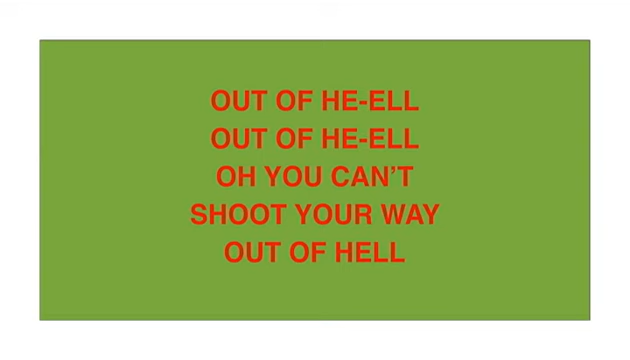 OUT OF HE-ELL
OUT OF HE-ELL
OH YOU CAN’T
SHOOT YOUR WAY
OUT OF HELL